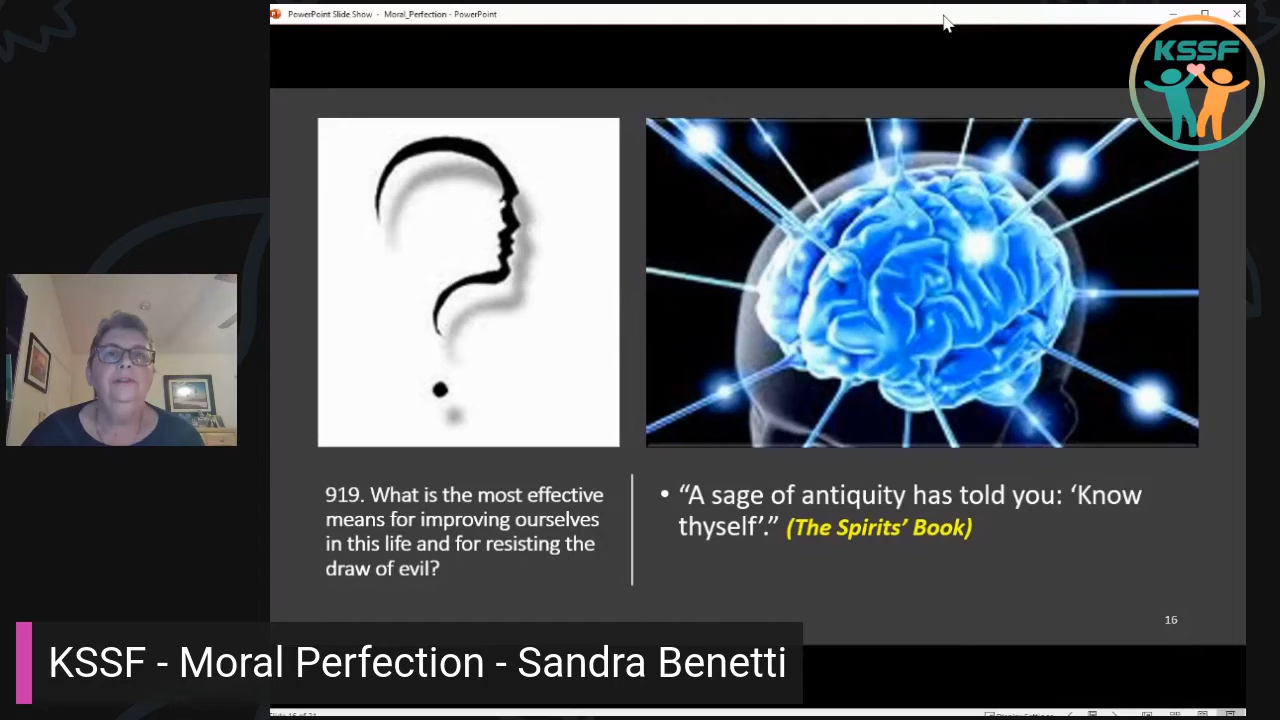 PowerPoint Slide Show - Moral_Perfection - PowerPoint
KSSF
919. What is the most effective
means for improving ourselves
in this life and for resisting the
draw of evil?
• “A sage of antiquity has told you: ‘Know
thyself’.” (The Spirits’ Book)
16
KSSF - Moral Perfection - Sandra Benetti